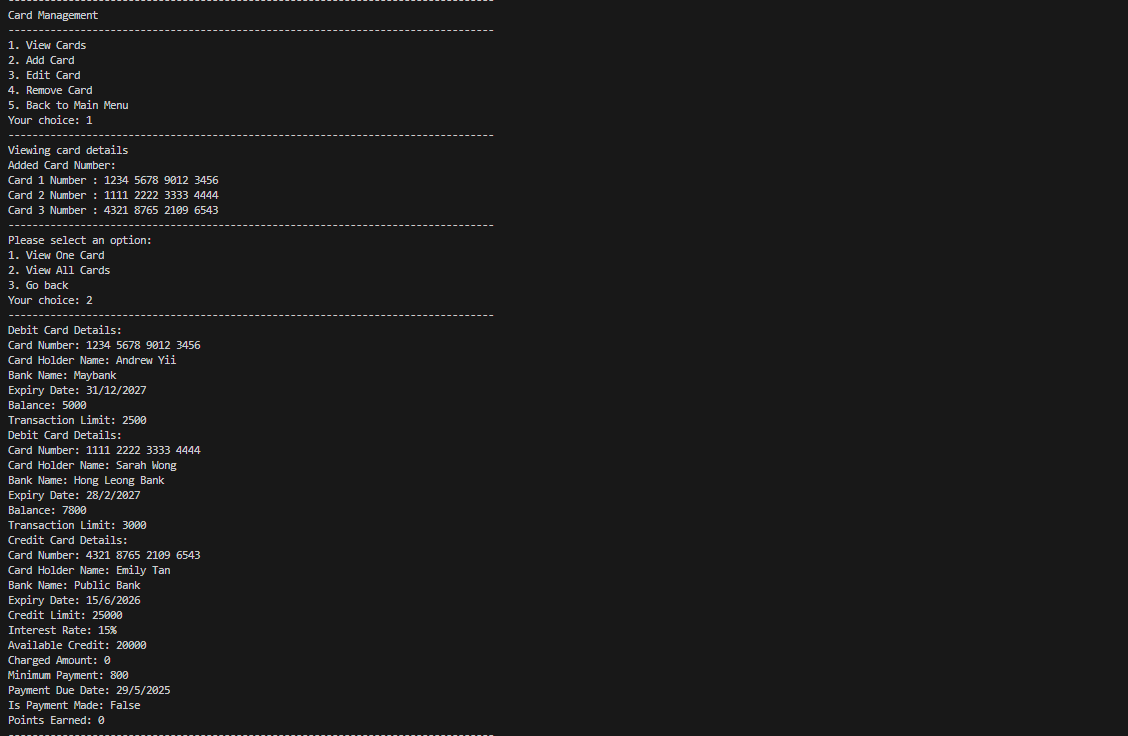 ---------------------------------------------------------------------------------
Card Management
---------------------------------------------------------------------------------
1. View Cards
2. Add Card
3. Edit Card
4. Remove Card
5. Back to Main Menu
Your choice: 1
---------------------------------------------------------------------------------
Viewing card details
Added Card Number:
Card 1 Number : 1234 5678 9012 3456
Card 2 Number : 1111 2222 3333 4444
Card 3 Number : 4321 8765 2109 6543
---------------------------------------------------------------------------------
Please select an option:
1. View One Card
2. View All Cards
3. Go back
Your choice: 2
---------------------------------------------------------------------------------
Debit Card Details:
Card Number: 1234 5678 9012 3456
Card Holder Name: Andrew Yii
Bank Name: Maybank
Expiry Date: 31/12/2027
Balance: 5000
Transaction Limit: 2500
Debit Card Details:
Card Number: 1111 2222 3333 4444
Card Holder Name: Sarah Wong
Bank Name: Hong Leong Bank
Expiry Date: 28/2/2027
Balance: 7800
Transaction Limit: 3000
Credit Card Details:
Card Number: 4321 8765 2109 6543
Card Holder Name: Emily Tan
Bank Name: Public Bank
Expiry Date: 15/6/2026
Credit Limit: 25000
Interest Rate: 15%
Available Credit: 20000
Charged Amount: 0
Minimum Payment: 800
Payment Due Date: 29/5/2025
Is Payment Made: False
Points Earned: 0
---------------------------------------------------------------------------------